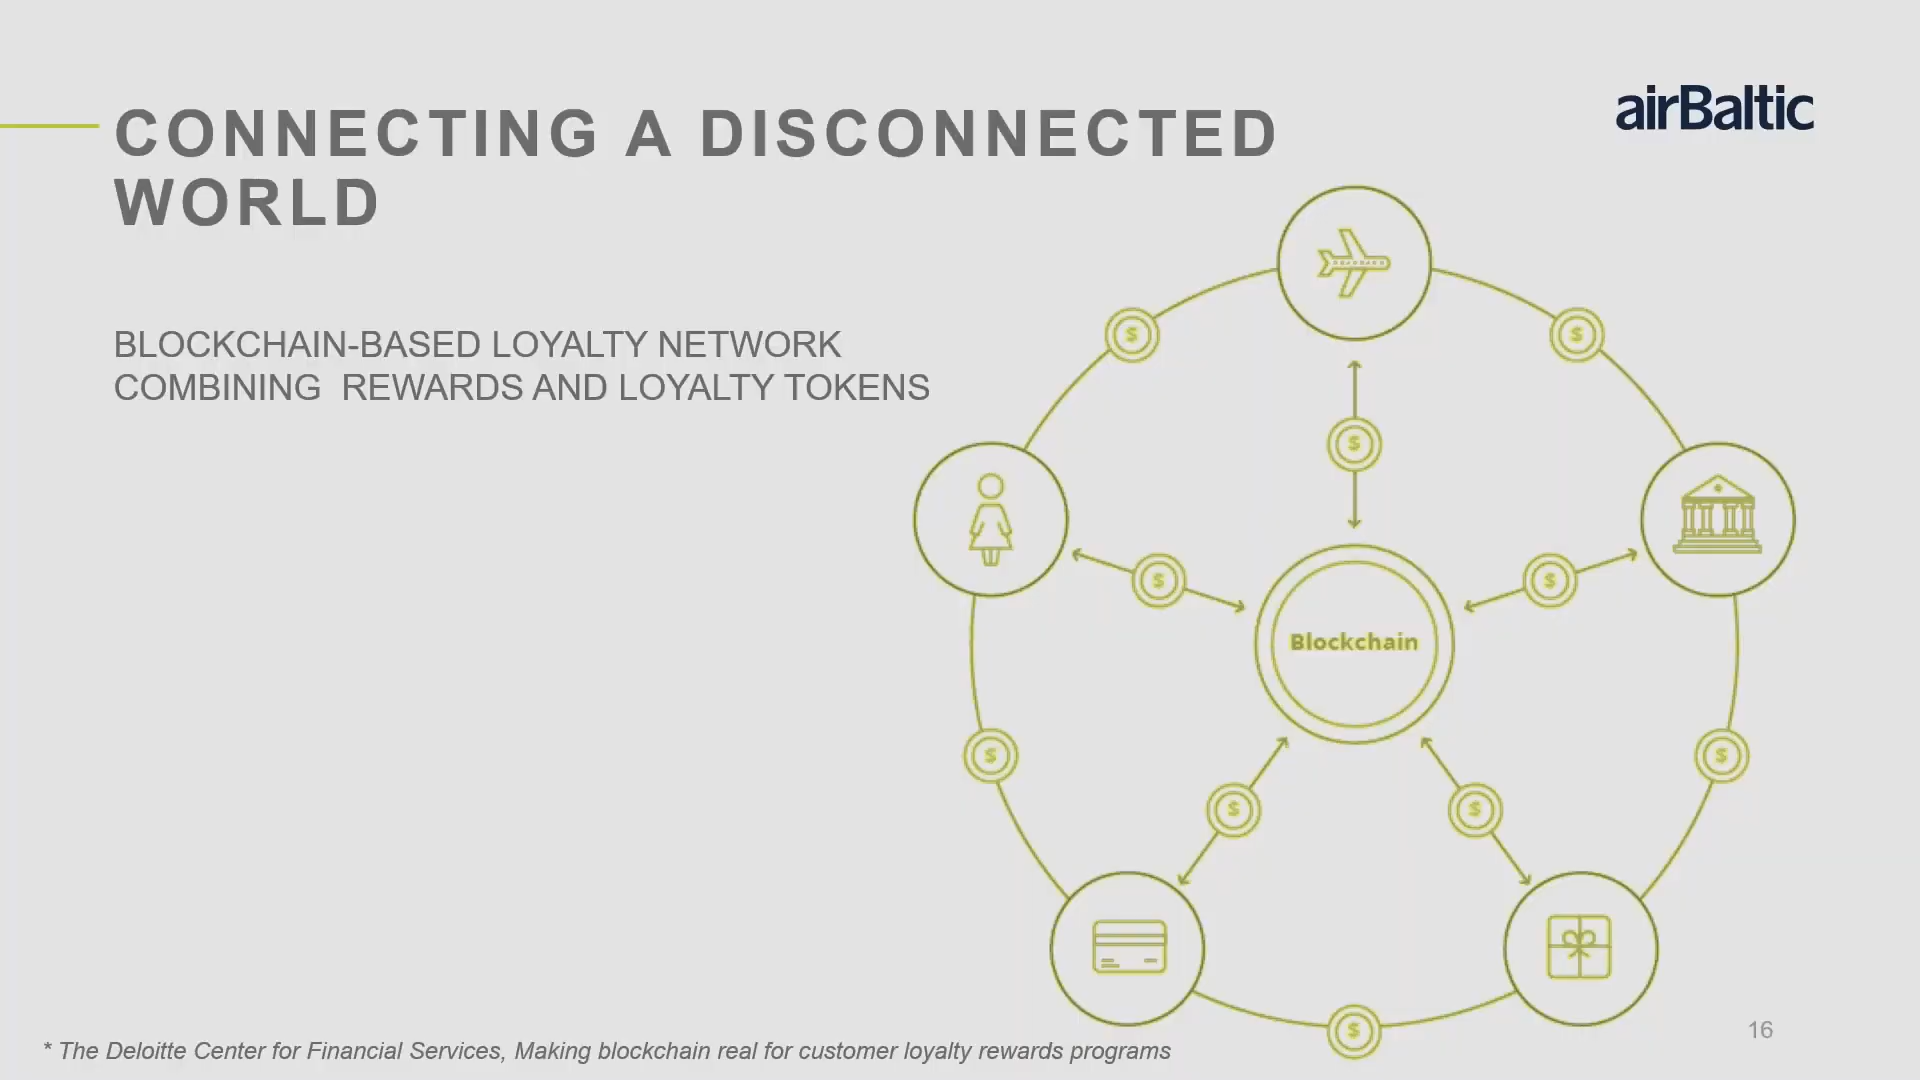 airBaltic
CONNECTING A DISCONNECTED
WORLD
BLOCKCHAIN-BASED LOYALTY NETWORK
COMBINING  REWARDS AND LOYALTY TOKENS
$
$
$
$
$
Blockchain
$
$
$
$
$
16
* The Deloitte Center for Financial Services, Making blockchain real for customer loyalty rewards programs